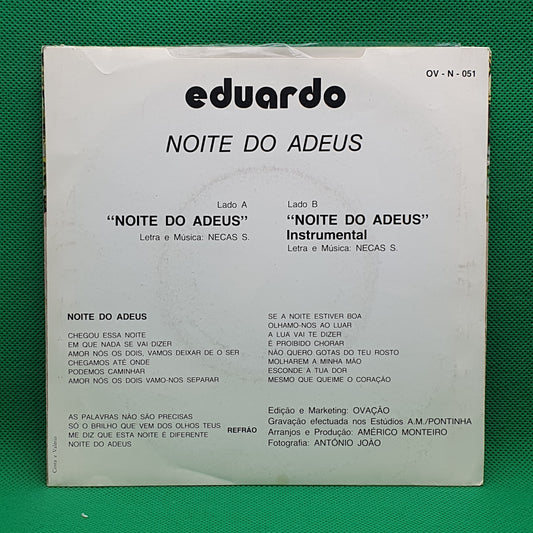 eduardo
OV - N - 051
NOITE DO ADEUS
Lado A
"NOITE DO ADEUS"
Letra e Música: NECAS S.
Lado B
"NOITE DO ADEUS"
Instrumental
Letra e Música: NECAS S.
NOITE DO ADEUS
CHEGOU ESSA NOITE
EM QUE NADA SE VAI DIZER
AMOR NÓS OS DOIS, VAMOS DEIXAR DE O SER
CHEGAMOS ATÉ ONDE
PODEMOS CAMINHAR
AMOR NÓS OS DOIS VAMO-NOS SEPARAR
AS PALAVRAS NÃO SÃO PRECISAS
SÓ O BRILHO QUE VEM DOS OLHOS TEUS
ME DIZ QUE ESTA NOITE É DIFERENTE
NOITE DO ADEUS
REFRÃO
SE A NOITE ESTIVER BOA
OLHAMO-NOS AO LUAR
A LUA VAI TE DIZER
É PROIBIDO CHORAR
NÃO QUERO GOTAS DO TEU ROSTO
MOLHAREM A MINHA MÃO
ESCONDE A TUA DOR
MESMO QUE QUEIME O CORAÇÃO
Edição e Marketing: OVAÇÃO
Gravação efectuada nos Estúdios A.M./PONTINHA
Arranjos e Produção: AMÉRICO MONTEIRO
Fotografia: ANTÓNIO JOÃO
Costa e Valério